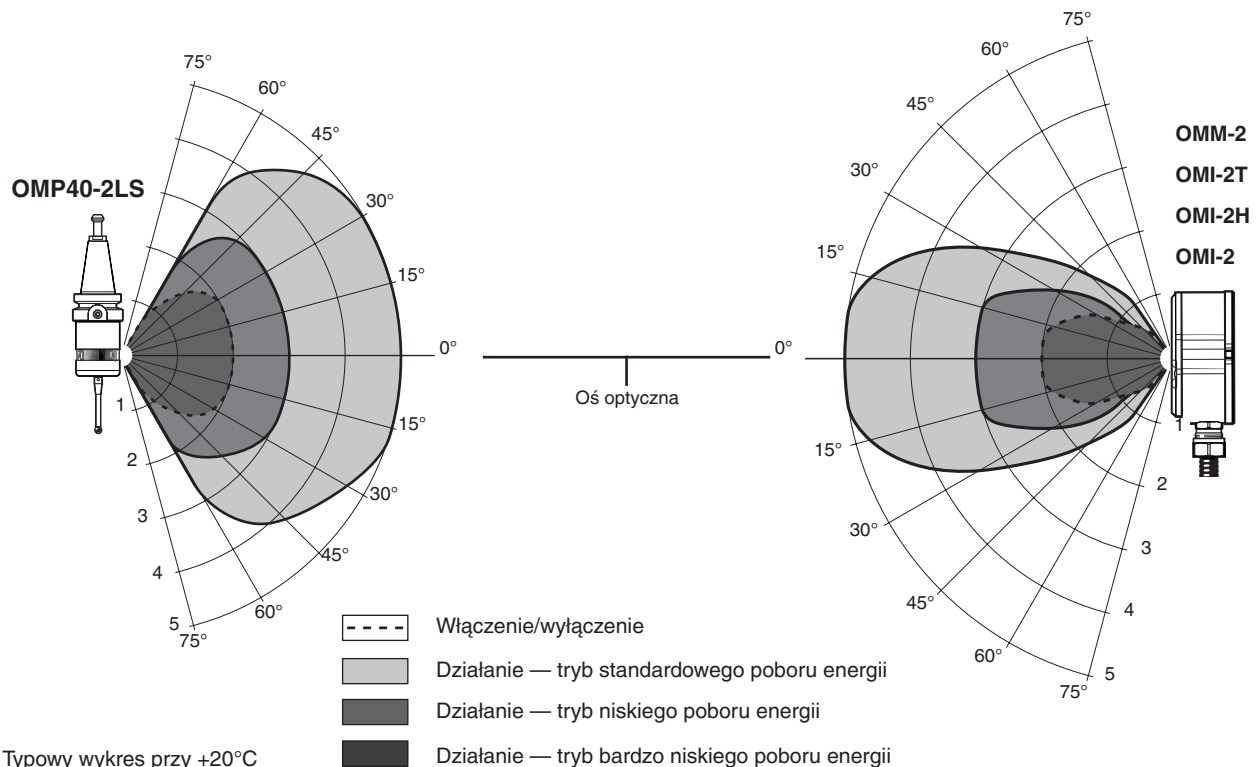 OMP40-2LS
75°
60°
45°
30°
15°
0°
15°
30°
45°
60°
75°
1
2
3
4
5
Oś optyczna
75°
60°
45°
30°
15°
0°
15°
30°
45°
60°
75°
1
2
3
4
5
OMM-2
OMI-2T
OMI-2H
OMI-2
Włączenie/wyłączenie
Działanie — tryb standardowego poboru energii
Działanie — tryb niskiego poboru energii
Działanie — tryb bardzo niskiego poboru energii
Typowy wykres przy +20°C